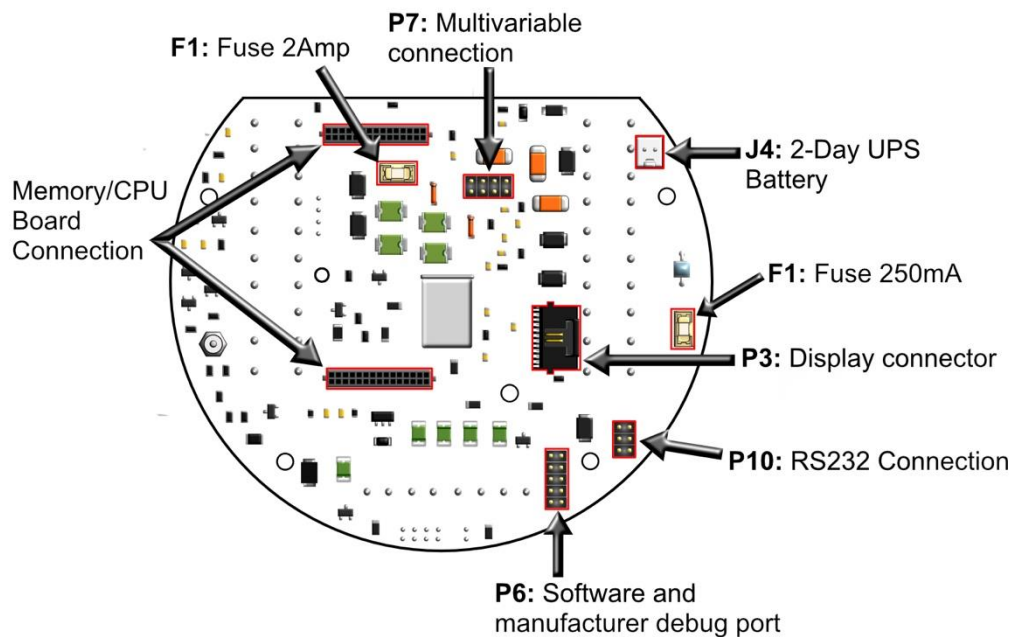 P7: Multivariable
connection
F1: Fuse 2Amp
J4: 2-Day UPS
Battery
Memory/CPU
Board
Connection
F1: Fuse 250mA
P3: Display connector
P10: RS232 Connection
P6: Software and
manufacturer debug port